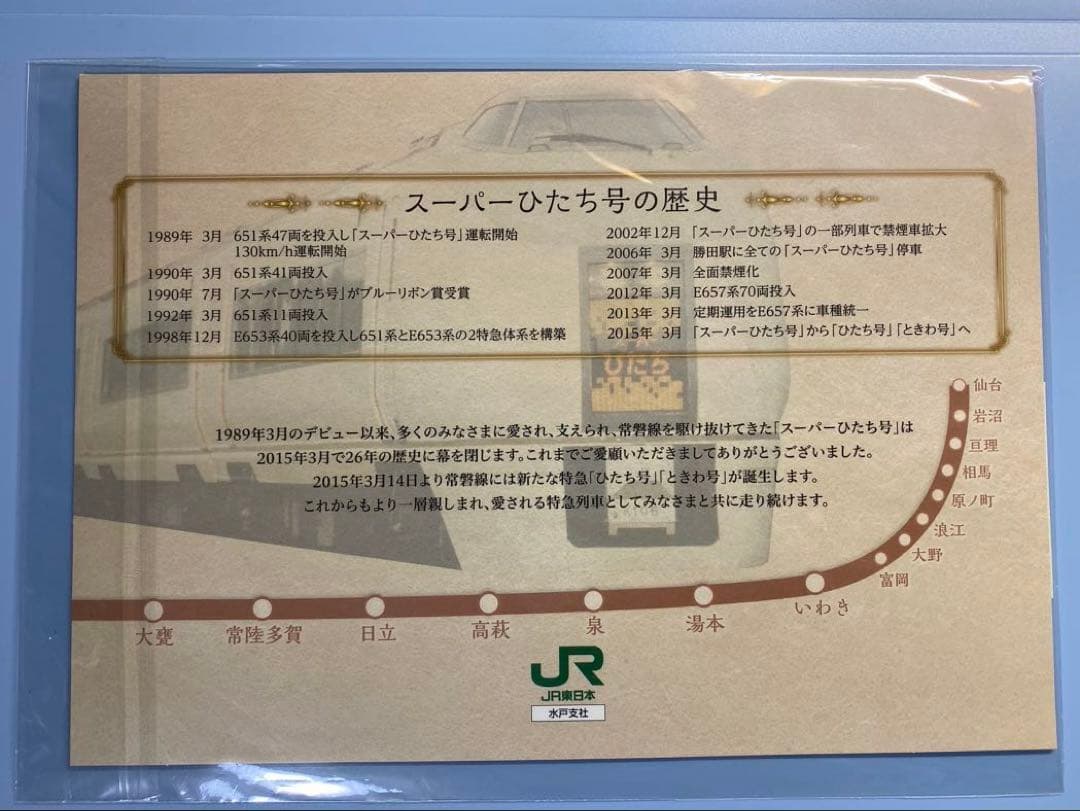 スーパーひたち号の歴史
1989年 3月 651系47両を投入し「スーパーひたち号」運転開始
130km/h運転開始
1990年 3月 651系41両投入
1990年 7月 「スーパーひたち号」がブルーリボン賞受賞
1992年 3月 651系11両投入
1998年12月 E653系40両を投入し651系とE653系の2特急体系を構築
2002年12月 「スーパーひたち号」の一部列車で禁煙車拡大
2006年 3月 勝田駅に全ての「スーパーひたち号」停車
2007年 3月 全面禁煙化
2012年 3月 E657系70両投入
2013年 3月 定期運用をE657系に車種統一
2015年 3月 「スーパーひたち号」から「ひたち号」「ときわ号」へ
ひたち
1989年3月のデビュー以来、多くのみなさまに愛され、支えられ、常磐線を駆け抜けてきた「スーパーひたち号」は
2015年3月で26年の歴史に幕を閉じます。これまでご愛顧いただきましてありがとうございました。
2015年3月14日より常磐線には新たな特急「ひたち号」「ときわ号」が誕生します。
これからもより一層親しまれ、愛される特急列車としてみなさまと共に走り続けます。
仙台
岩沼
亘理
相馬
原ノ町
浪江
大野
富岡
いわき
湯本
泉
高萩
日立
常陸多賀
大甕
JR
JR東日本
水戸支社